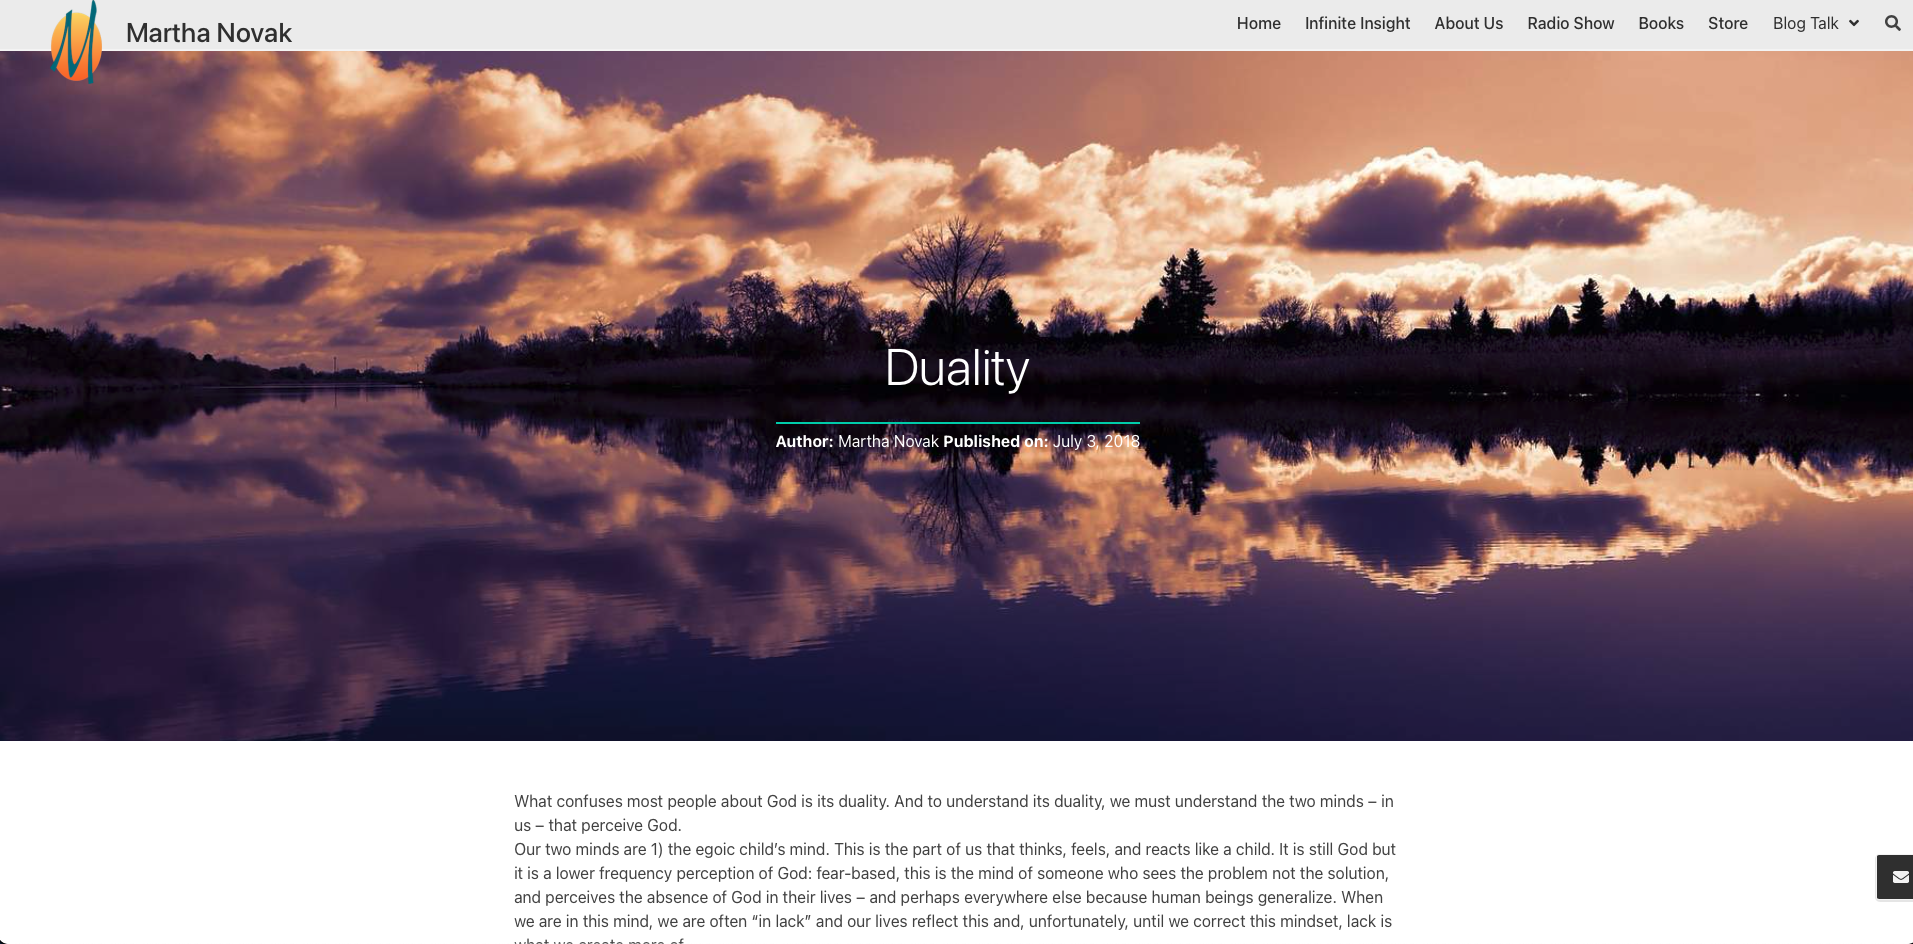 Martha Novak
Home Infinite Insight About Us Radio Show Books Store Blog Talk
Duality
Author: Martha Novak Published on: July 3, 2018
What confuses most people about God is its duality. And to understand its duality, we must understand the two minds – in
us – that perceive God.
Our two minds are 1) the egoic child’s mind. This is the part of us that thinks, feels, and reacts like a child. It is still God but
it is a lower frequency perception of God: fear-based, this is the mind of someone who sees the problem not the solution,
and perceives the absence of God in their lives – and perhaps everywhere else because human beings generalize. When
we are in this mind, we are often “in lack” and our lives reflect this and, unfortunately, until we correct this mindset, lack is
what we create more of